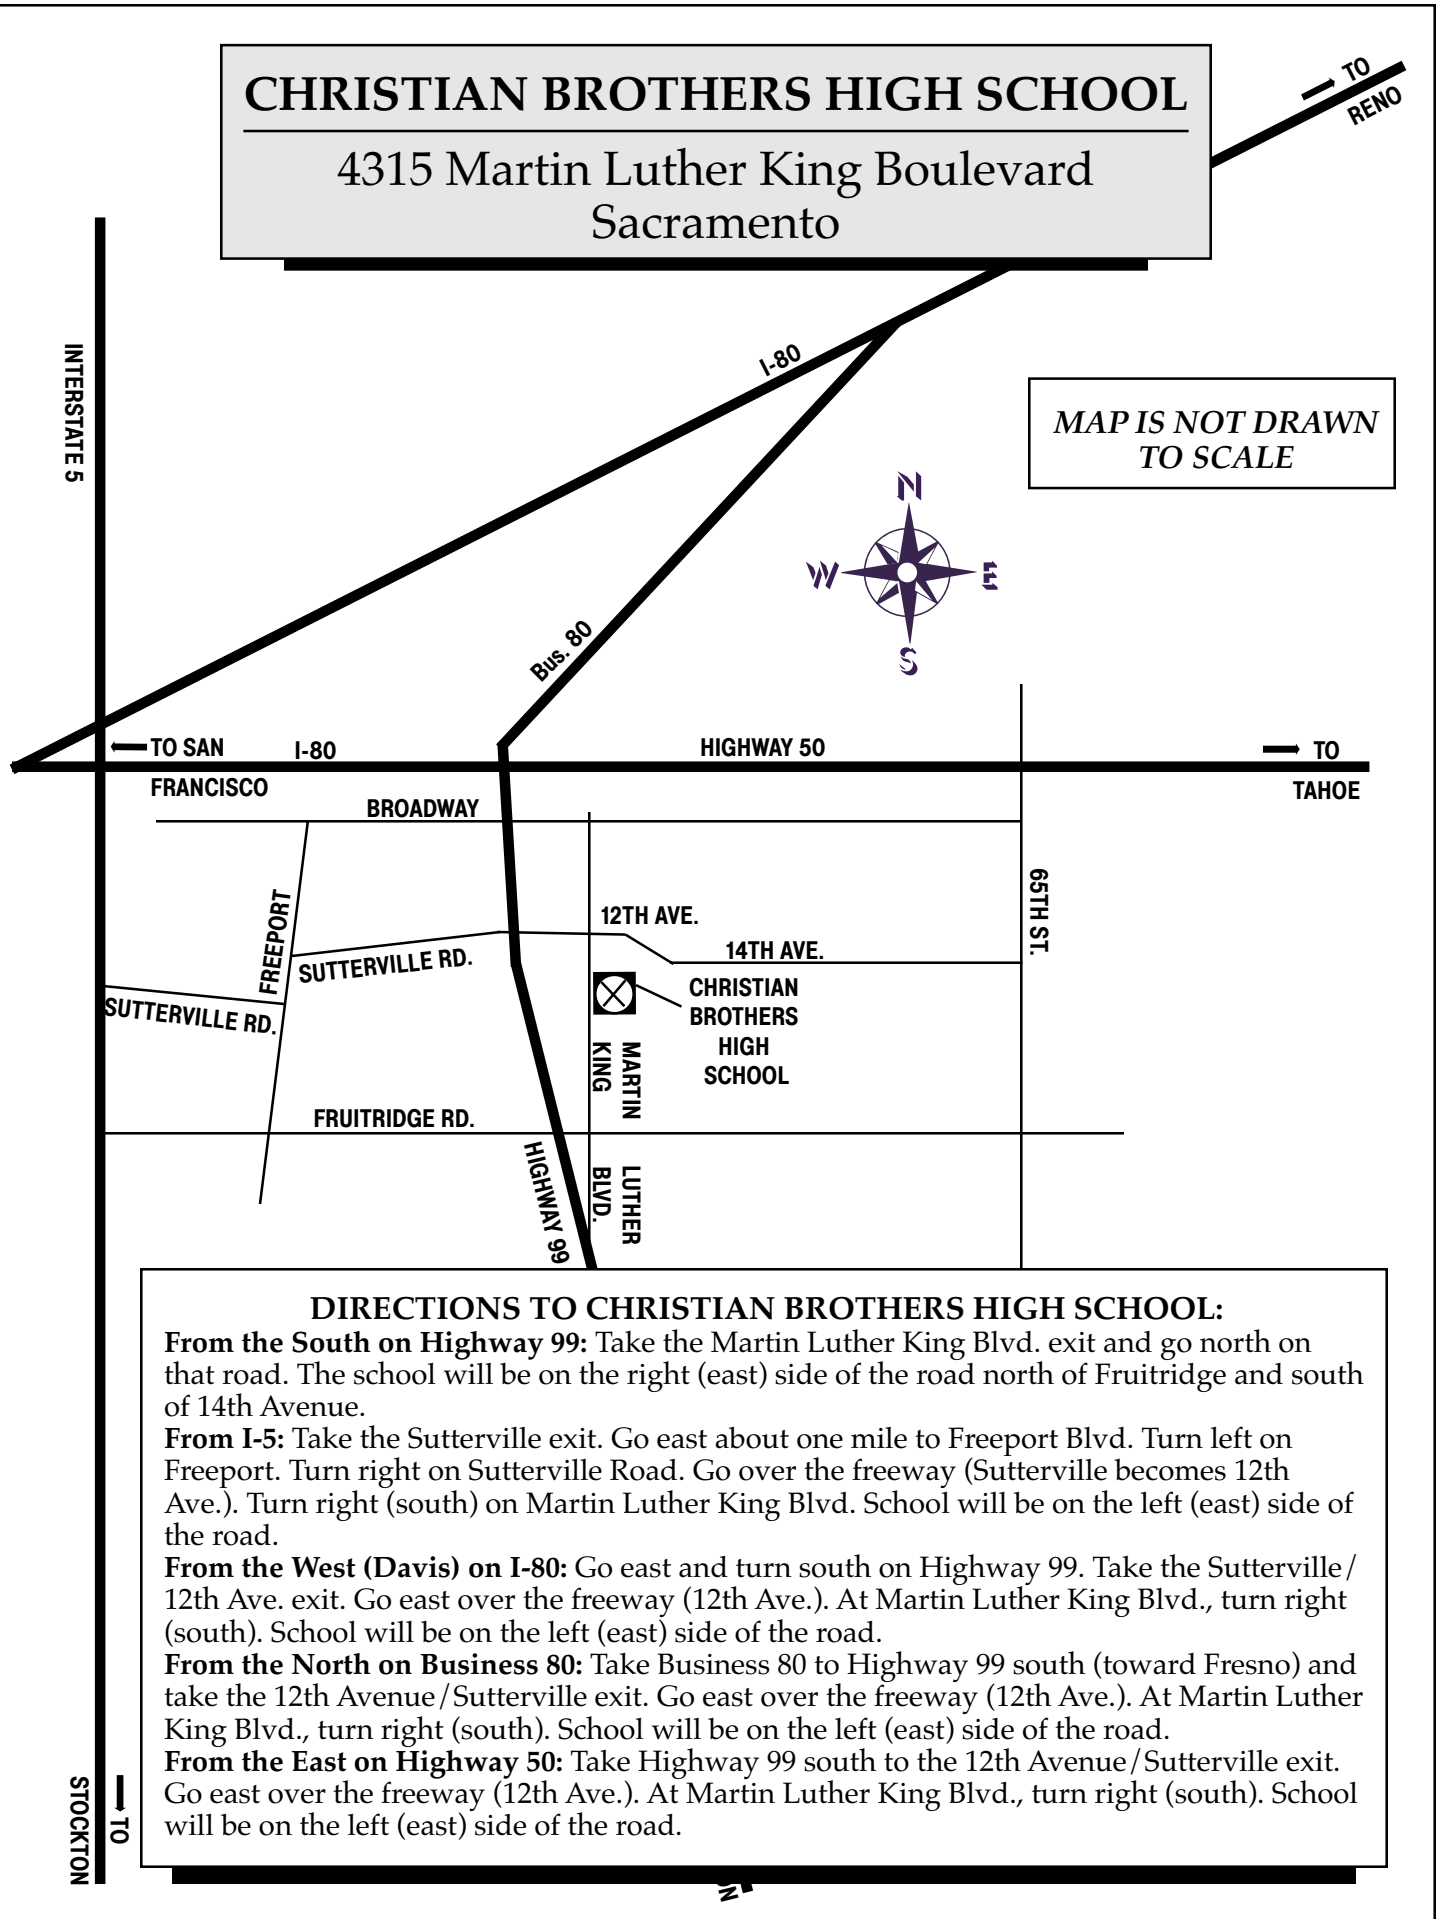 CHRISTIAN BROTHERS HIGH SCHOOL
4315 Martin Luther King Boulevard
Sacramento
TO
RENO
INTERSTATE 5
I-80
MAP IS NOT DRAWN
TO SCALE
N
W
E
S
Bus. 80
TO SAN
FRANCISCO
I-80
HIGHWAY 50
TO
TAHOE
BROADWAY
FREEPORT
65TH ST.
12TH AVE.
14TH AVE.
SUTTERVILLE RD.
SUTTERVILLE RD.
CHRISTIAN
BROTHERS
HIGH
SCHOOL
MARTIN LUTHER
KING BLVD.
FRUITRIDGE RD.
HIGHWAY 99
DIRECTIONS TO CHRISTIAN BROTHERS HIGH SCHOOL:
From the South on Highway 99: Take the Martin Luther King Blvd. exit and go north on
that road. The school will be on the right (east) side of the road north of Fruitridge and south
of 14th Avenue.
From I-5: Take the Sutterville exit. Go east about one mile to Freeport Blvd. Turn left on
Freeport. Turn right on Sutterville Road. Go over the freeway (Sutterville becomes 12th
Ave.). Turn right (south) on Martin Luther King Blvd. School will be on the left (east) side of
the road.
From the West (Davis) on I-80: Go east and turn south on Highway 99. Take the Sutterville/
12th Ave. exit. Go east over the freeway (12th Ave.). At Martin Luther King Blvd., turn right
(south). School will be on the left (east) side of the road.
From the North on Business 80: Take Business 80 to Highway 99 south (toward Fresno) and
take the 12th Avenue/Sutterville exit. Go east over the freeway (12th Ave.). At Martin Luther
King Blvd., turn right (south). School will be on the left (east) side of the road.
From the East on Highway 50: Take Highway 99 south to the 12th Avenue/Sutterville exit.
Go east over the freeway (12th Ave.). At Martin Luther King Blvd., turn right (south). School
will be on the left (east) side of the road.
TO
STOCKTON